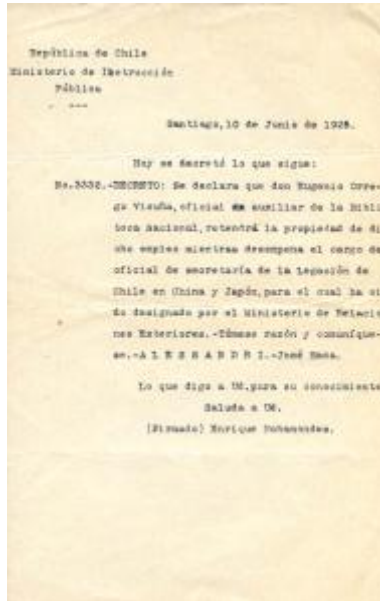 República de Chile
Ministerio de Instrucción
Pública
Santiago, 10 de Junio de 1925.
Hoy se decretó lo que sigue:
No.3332.-DECRETO: Se declara que don Eugenio Orre-
go Vicuña, oficial auxiliar de la Bibli
teca Nacional, retendrá la propiedad de di
cho empleo mientras desempeña el cargo de
oficial de secretaría de la Legación de
Chile en China y Japón, para el cual ha si
do designado por el Ministerio de Relacio
nes Exteriores.-Tómese razón y comuníque-
se.-A L E S S A N D R I.-José Maza.
Lo que digo a Ud. para su conocimiento
Saluda a Ud.
(Firmado) Enrique